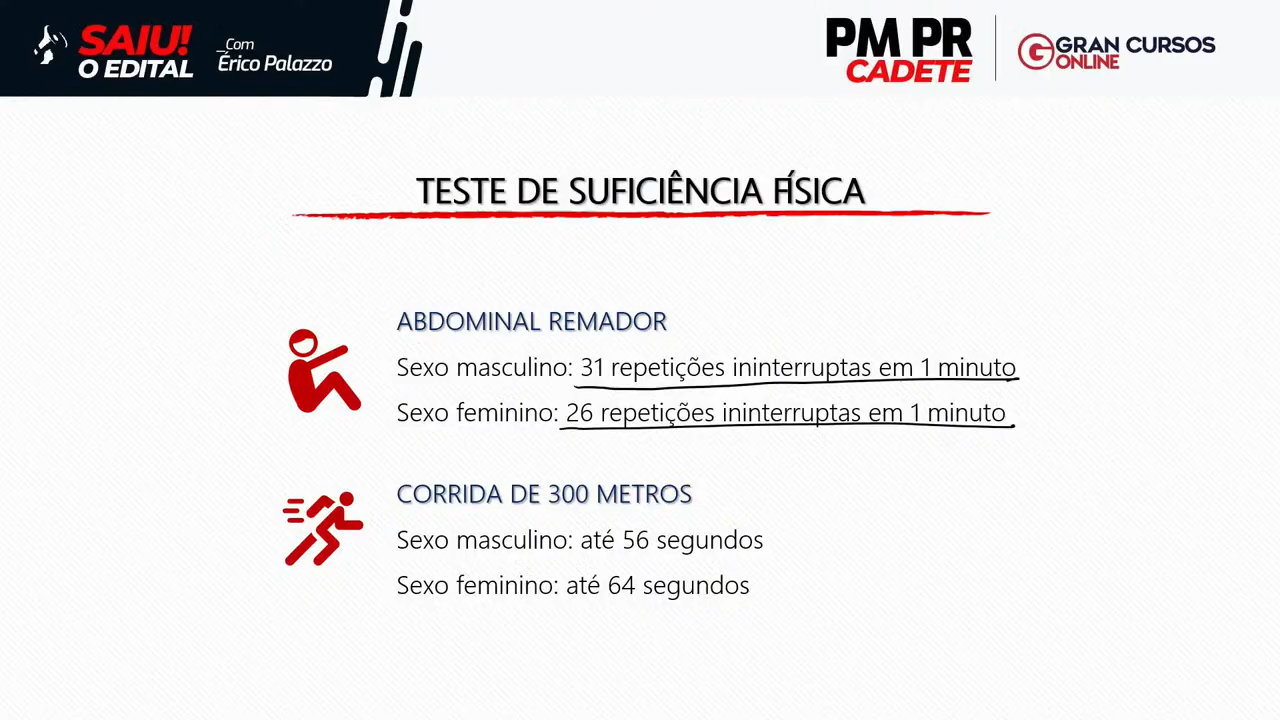 SAIU!
O EDITAL
_Com
Érico Palazzo
PM PR
CADETE
GRAN CURSOS
ONLINE
TESTE DE SUFICIÊNCIA FÍSICA
ABDOMINAL REMADOR
Sexo masculino: 31 repetições ininterruptas em 1 minuto
Sexo feminino: 26 repetições ininterruptas em 1 minuto
CORRIDA DE 300 METROS
Sexo masculino: até 56 segundos
Sexo feminino: até 64 segundos